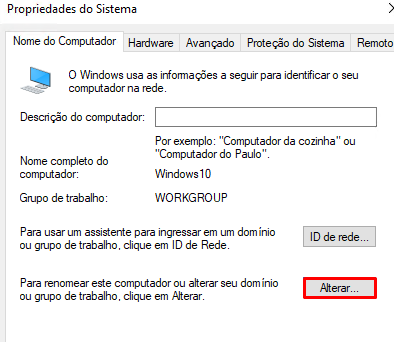 Propriedades do Sistema
Nome do Computador Hardware Avançado Proteção do Sistema Remoto
O Windows usa as informações a seguir para identificar o seu
computador na rede.
Descrição do computador:
Por exemplo: "Computador da cozinha" ou
"Computador do Paulo".
Nome completo do
computador: Windows10
Grupo de trabalho: WORKGROUP
Para usar um assistente para ingressar em um domínio
ou grupo de trabalho, clique em ID de Rede.
ID de rede...
Para renomear este computador ou alterar seu domínio
ou grupo de trabalho, clique em Alterar.
Alterar...